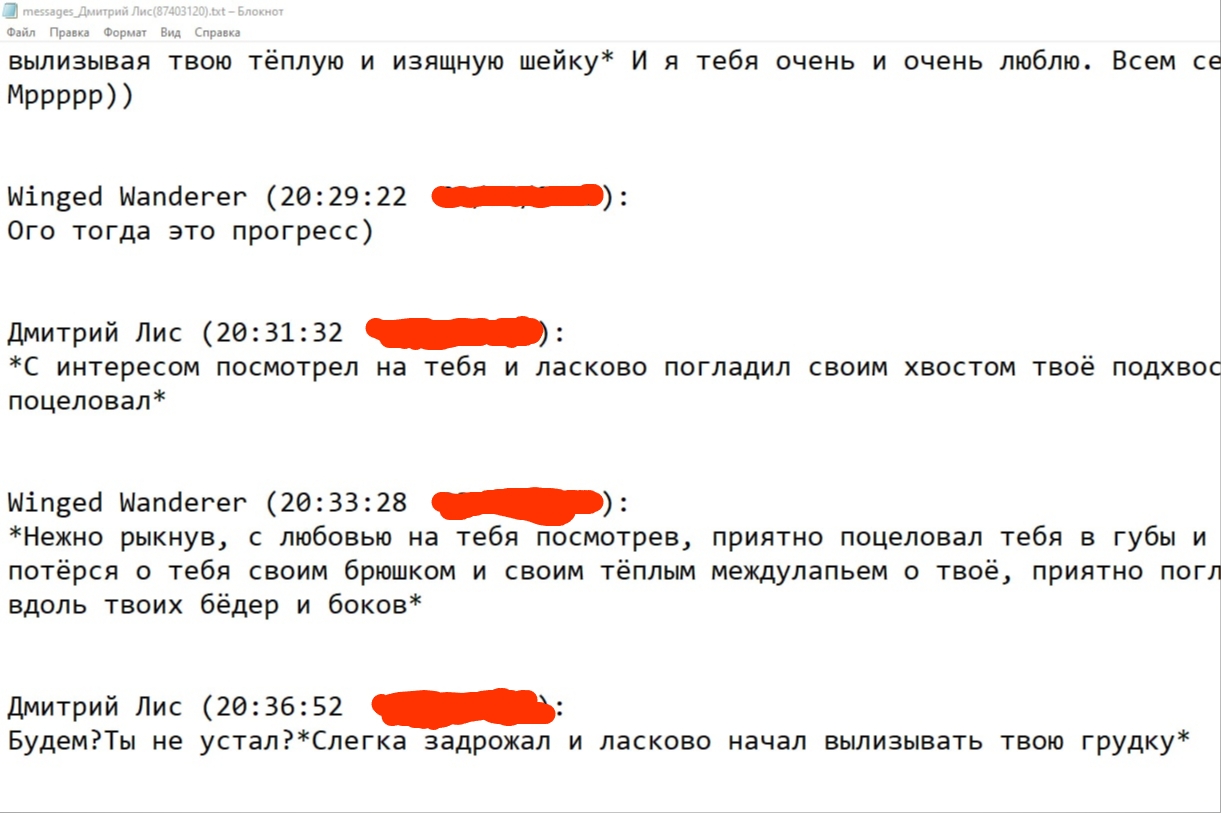 messages_Дмитрий Лис(87403120).txt – Блокнот
Файл Правка Формат Вид Справка
вылизывая твою тёплую и изящную шейку* И я тебя очень и очень люблю. Всем се
Мррррр))
Winged Wanderer (20:29:22 ):
Ого тогда это прогресс)
Дмитрий Лис (20:31:32 ):
*С интересом посмотрел на тебя и ласково погладил своим хвостом твоё подхвос
поцеловал*
Winged Wanderer (20:33:28 ):
*Нежно рыкнув, с любовью на тебя посмотрев, приятно поцеловал тебя в губы и
потёрся о тебя своим брюшком и своим тёплым междулапьем о твоё, приятно погл
вдоль твоих бёдер и боков*
Дмитрий Лис (20:36:52 ):
Будем?Ты не устал?*Слегка задрожал и ласково начал вылизывать твою грудку*